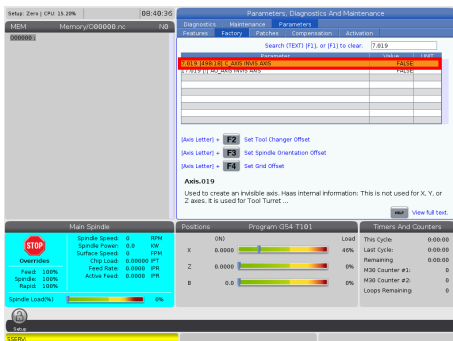 Setup: Zero | CPU: 15.20%
08:40:36
Parameters, Diagnostics And Maintenance
MEM
Memory/O00000.nc
N0
000000 ;
Diagnostics
Maintenance
Parameters
Features
Factory
Patches
Compensation
Activation
Search (TEXT) [F1], or [F1] to clear.
7.019
Parameter
Value
UNIT
7.019 [498:18] C_AXIS INVIS AXIS
FALSE
17.019 [] AU_AXIS INVIS AXIS
FALSE
[Axis Letter] + F2 Set Tool Changer Offset
[Axis Letter] + F3 Set Spindle Orientation Offset
[Axis Letter] + F4 Set Grid Offset
Axis.019
Used to create an invisible axis. Haas internal information: This is not used for X, Y, or
Z axes. It is used for Tool Turret ...
View full text.
Main Spindle
STOP
Overrides
Feed: 100%
Spindle: 100%
Rapid: 100%
Spindle Speed: 0 RPM
Spindle Power: 0.0 KW
Surface Speed: 0 FPM
Chip Load: 0.00000 IPT
Feed Rate: 0.0000 IPR
Active Feed: 0.0000 IPR
Spindle Load(%)
0%
Positions
Program G54 T101
(IN)
Load
X 0.0000 46%
Z 0.0000 0%
B 0.0 0%
Timers And Counters
This Cycle: 0:00:00
Last Cycle: 0:00:00
Remaining 0:00:00
M30 Counter #1: 0
M30 Counter #2: 0
Loops Remaining: 0
Setup